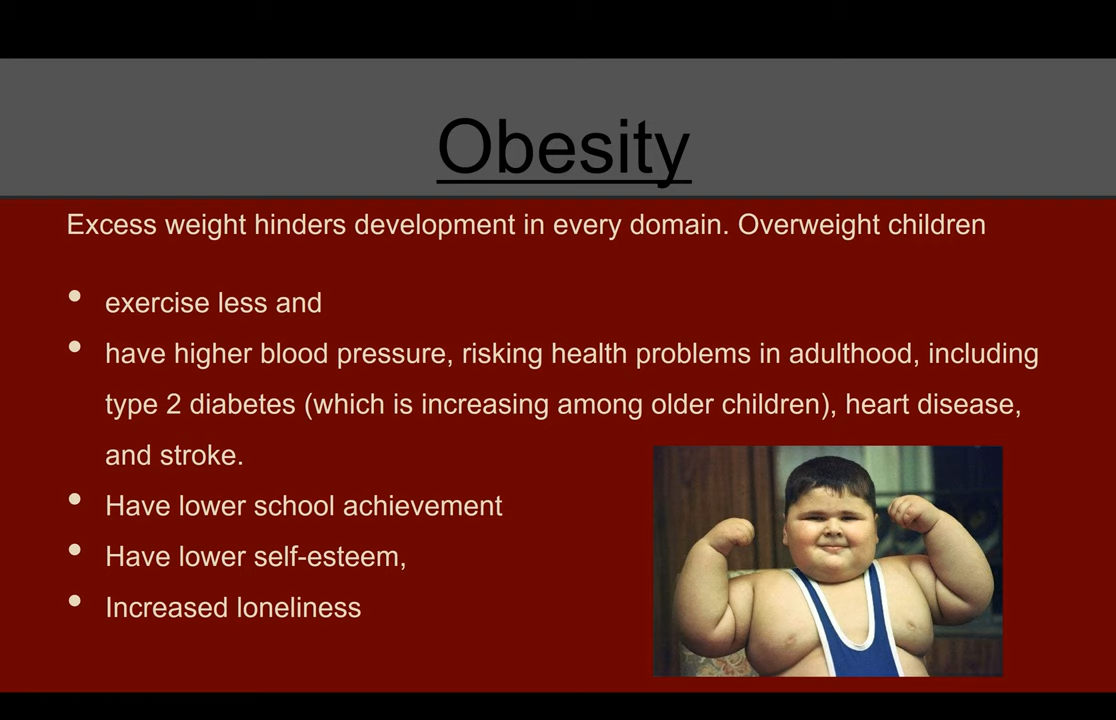 Obesity
Excess weight hinders development in every domain. Overweight children
• exercise less and
• have higher blood pressure, risking health problems in adulthood, including
type 2 diabetes (which is increasing among older children), heart disease,
and stroke.
• Have lower school achievement
• Have lower self-esteem,
• Increased loneliness